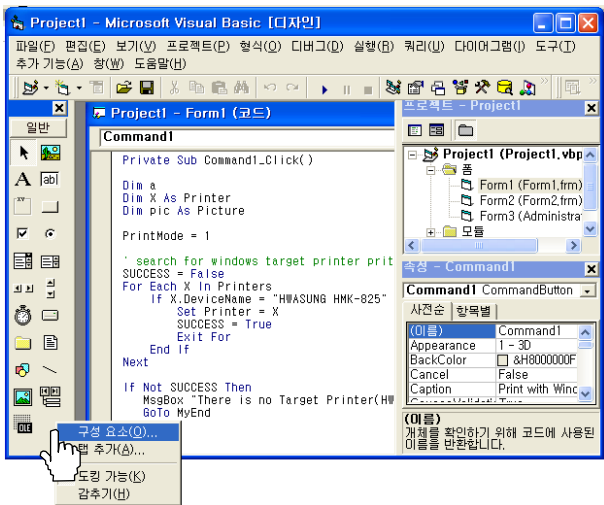 Project1 - Microsoft Visual Basic [디자인]
파일(F) 편집(E) 보기(V) 프로젝트(P) 형식(O) 디버그(D) 실행(R) 쿼리(U) 다이어그램(I) 도구(T)
추가 기능(A) 창(W) 도움말(H)
일반
Project1 - Form1 (코드)
Command1
Private Sub Command1_Click()
Dim a
Dim X As Printer
Dim pic As Picture
PrintMode = 1
' search for windows target printer prit
SUCCESS = False
For Each X In Printers
If X.DeviceName = "HWASUNG HMK-825"
Set Printer = X
SUCCESS = True
Exit For
End If
Next
If Not SUCCESS Then
MsgBox "There is no Target Printer(HW
GoTo MyEnd
프로젝트 - Project1
Project1 (Project1.vbp
폼
Form1 (Form1.frm)
Form2 (Form2.frm)
Form3 (Administra
모듈
속성 - Command1
Command1 CommandButton
사전순 항목별
(이름) Command1
Appearance 1 - 3D
BackColor &H8000000F
Cancel False
Caption Print with Winc
CausesValidati True
(이름)
개체를 확인하기 위해 코드에 사용된
이름을 반환합니다.
A ab|
XY
OLE
구성 요소(O)...
탭 추가(A)...
도킹 가능(K)
감추기(H)